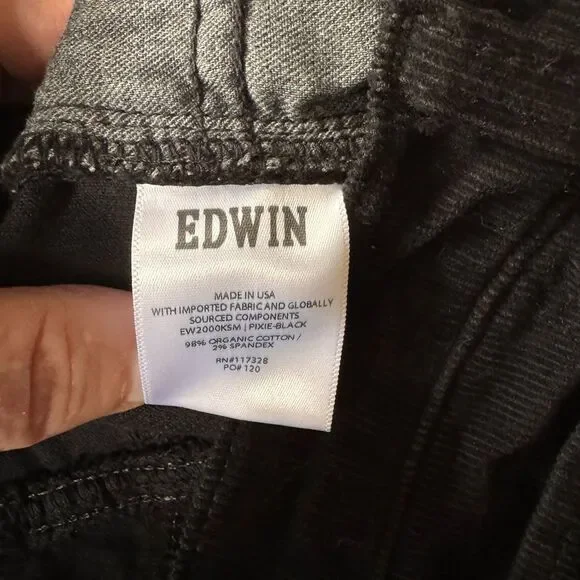 EDWIN
MADE IN USA
WITH IMPORTED FABRIC AND GLOBALLY
SOURCED COMPONENTS
EW2000KSM | PIXIE-BLACK
98% ORGANIC COTTON /
2% SPANDEX
RN#117328
PO# 120